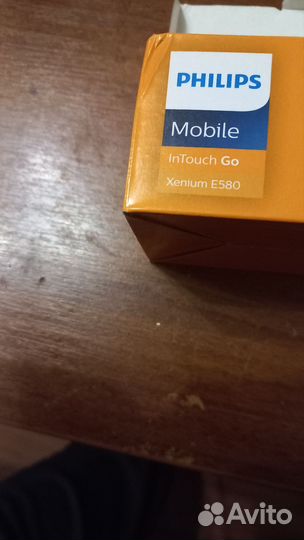 PHILIPS
Mobile
inTouch Go
Xenium E580
Avito